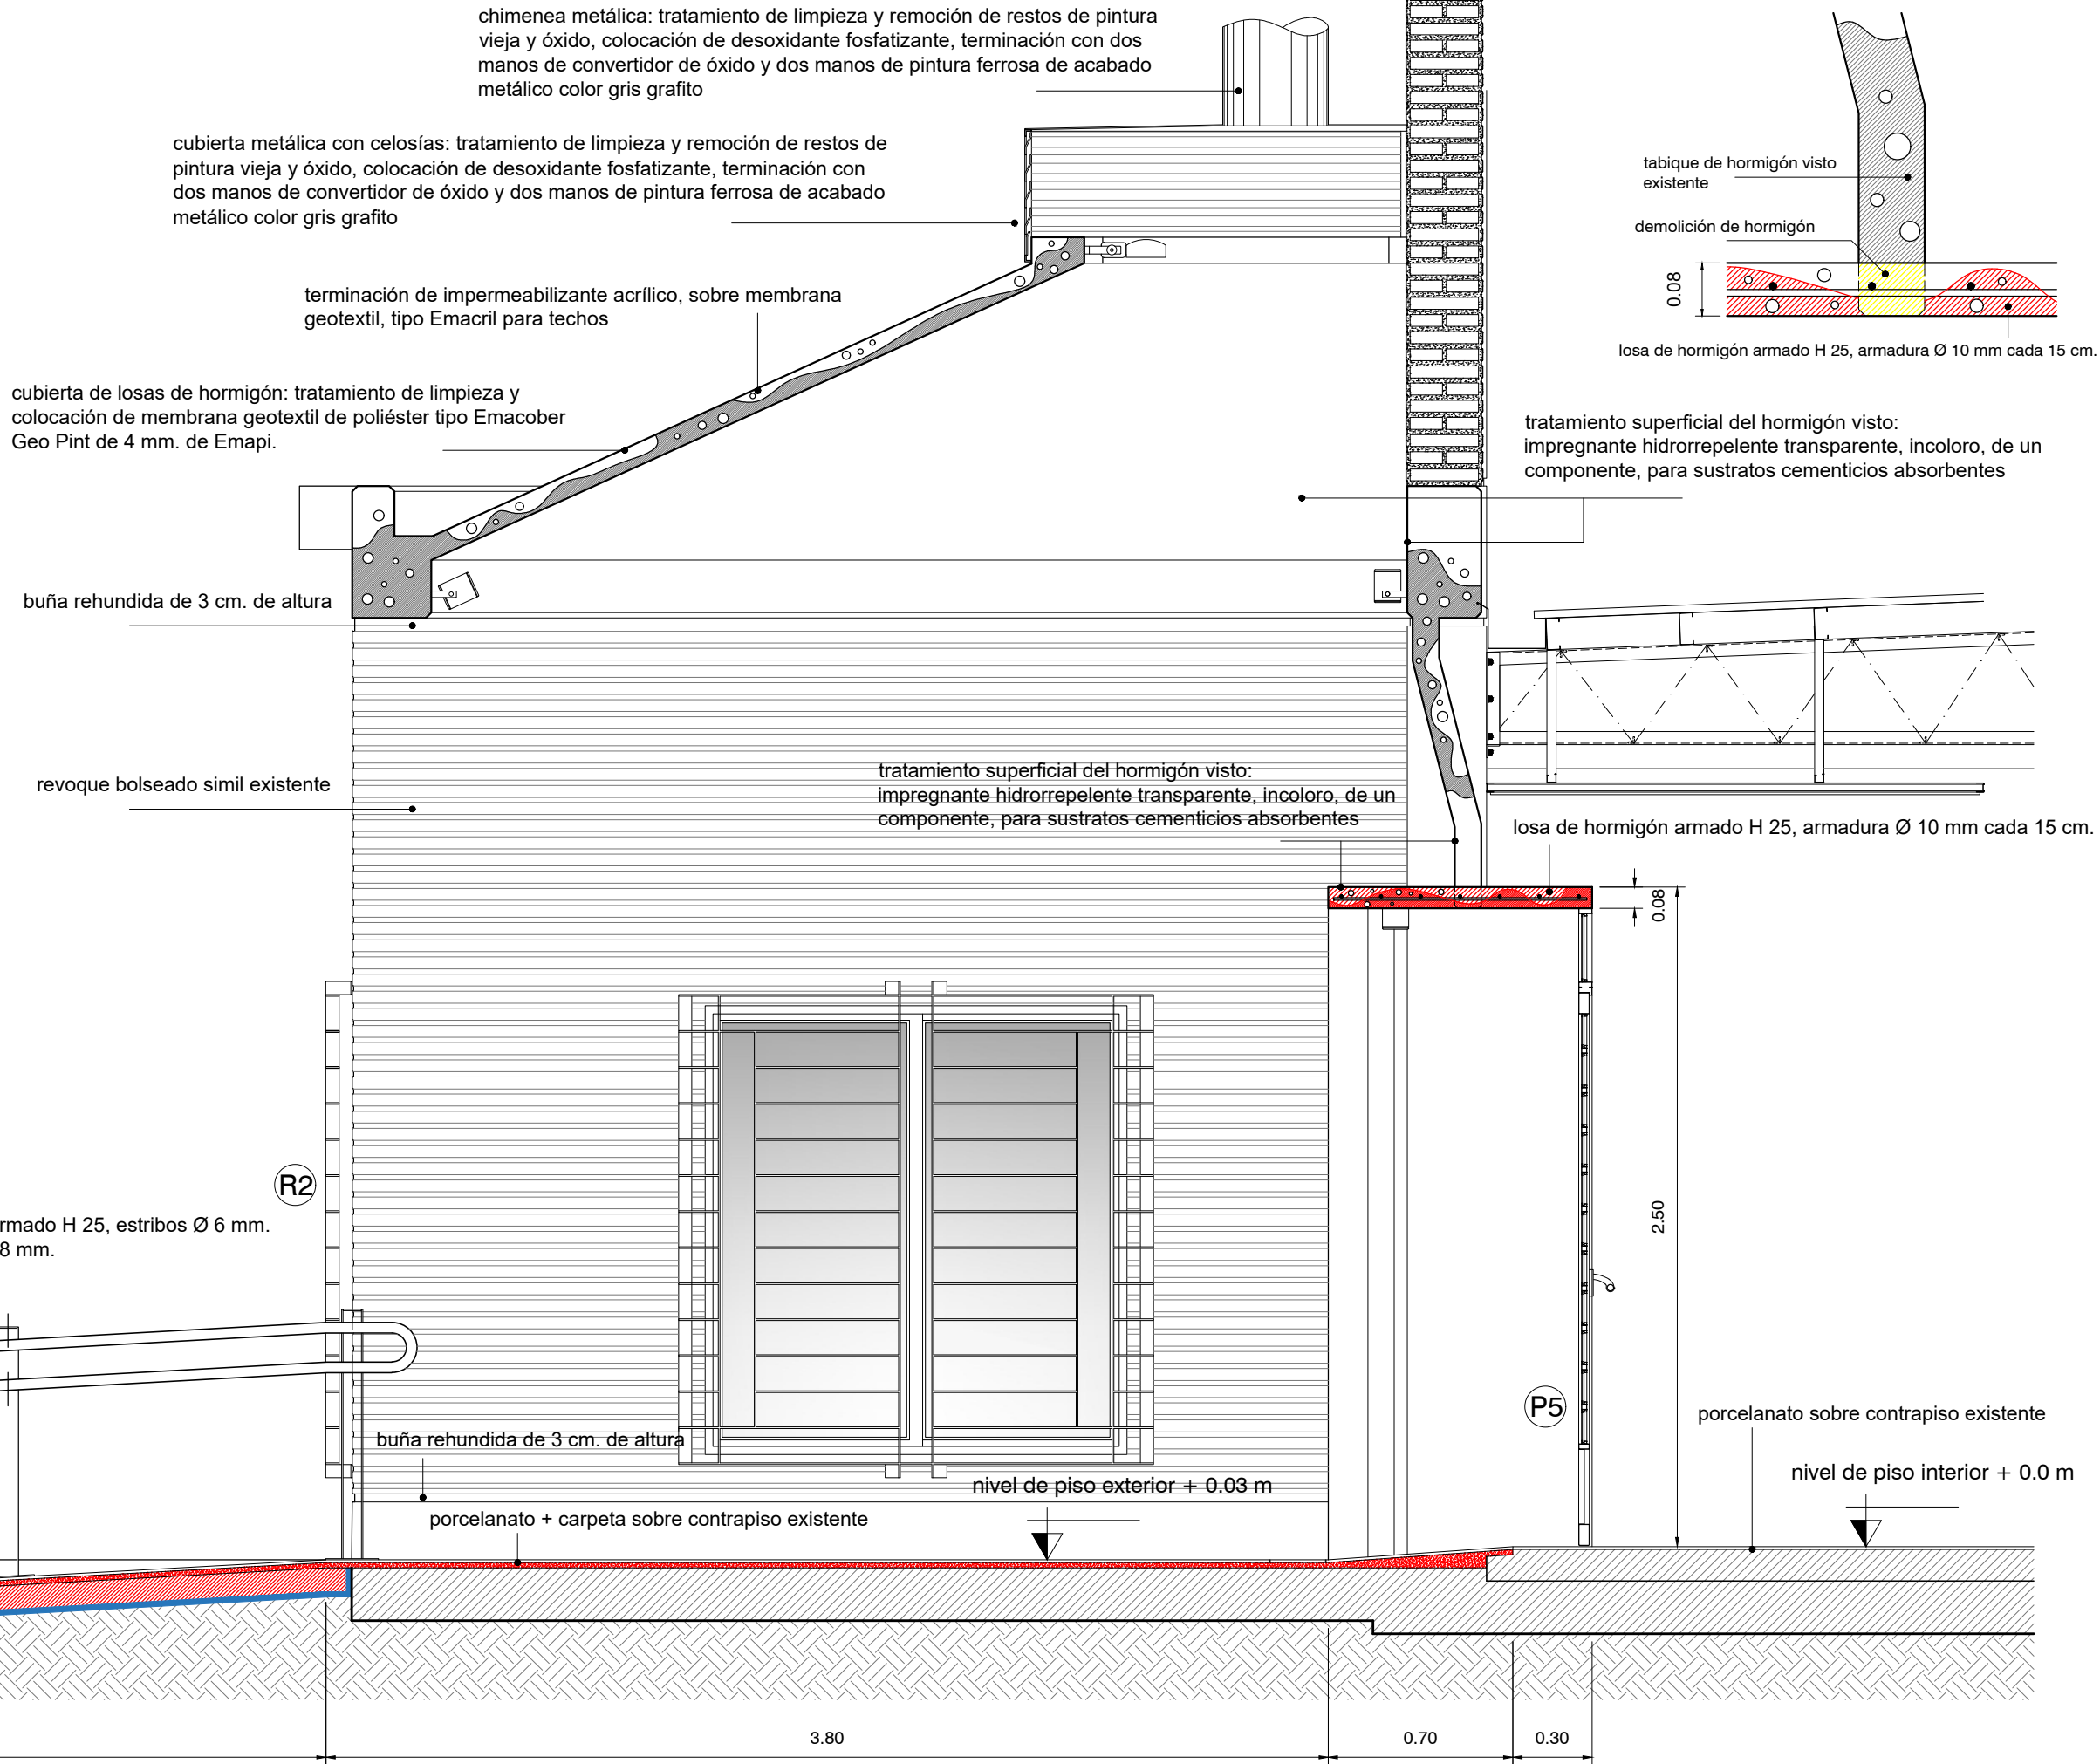 chimenea metálica: tratamiento de limpieza y remoción de restos de pintura
vieja y óxido, colocación de desoxidante fosfatizante, terminación con dos
manos de convertidor de óxido y dos manos de pintura ferrosa de acabado
metálico color gris grafito
cubierta metálica con celosías: tratamiento de limpieza y remoción de restos de
pintura vieja y óxido, colocación de desoxidante fosfatizante, terminación con
dos manos de convertidor de óxido y dos manos de pintura ferrosa de acabado
metálico color gris grafito
tabique de hormigón visto
existente
demolición de hormigón
0.08
losa de hormigón armado H 25, armadura Ø 10 mm cada 15 cm.
terminación de impermeabilizante acrílico, sobre membrana
geotextil, tipo Emacril para techos
cubierta de losas de hormigón: tratamiento de limpieza y
colocación de membrana geotextil de poliéster tipo Emacober
Geo Pint de 4 mm. de Emapi.
tratamiento superficial del hormigón visto:
impregnante hidrorrepelente transparente, incoloro, de un
componente, para sustratos cementicios absorbentes
buña rehundida de 3 cm. de altura
revoque bolseado simil existente
tratamiento superficial del hormigón visto:
impregnante hidrorrepelente transparente, incoloro, de un
componente, para sustratos cementicios absorbentes
losa de hormigón armado H 25, armadura Ø 10 mm cada 15 cm.
0.08
2.50
R2
rmado H 25, estribos Ø 6 mm.
8 mm.
P5
porcelanato sobre contrapiso existente
buña rehundida de 3 cm. de altura
nivel de piso interior + 0.0 m
nivel de piso exterior + 0.03 m
porcelanato + carpeta sobre contrapiso existente
3.80
0.70
0.30